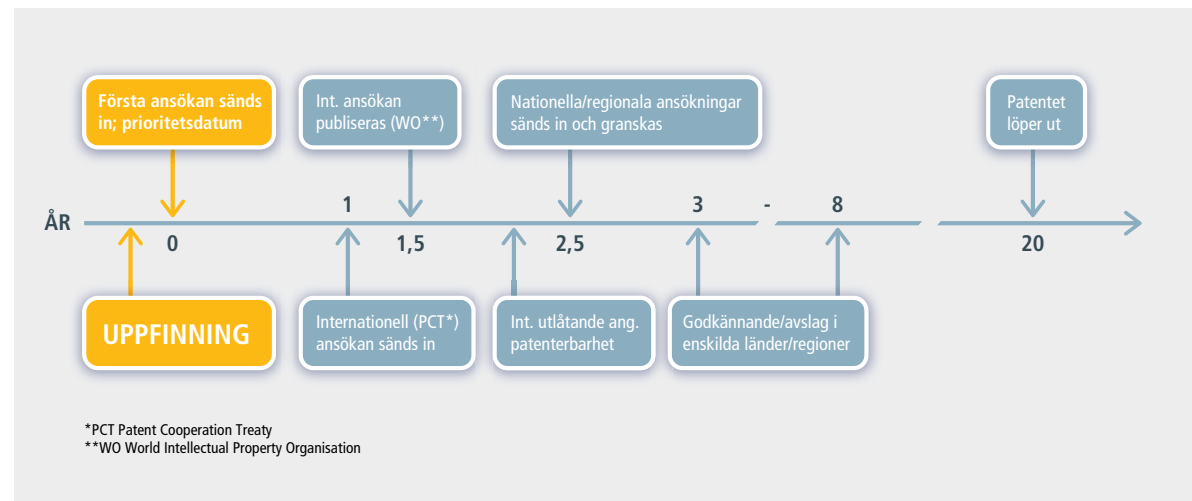 Första ansökan sänds
in; prioritetsdatum
Int. ansökan
publiseras (WO**)
Nationella/regionala ansökningar
sänds in och granskas
Patentet
löper ut
ÅR
1
3
-
8
0
1,5
2,5
20
UPPFINNING
Internationell (PCT*)
ansökan sänds in
Int. utlåtande ang.
patenterbarhet
Godkännande/avslag i
enskilda länder/regioner
*PCT Patent Cooperation Treaty
**WO World Intellectual Property Organisation